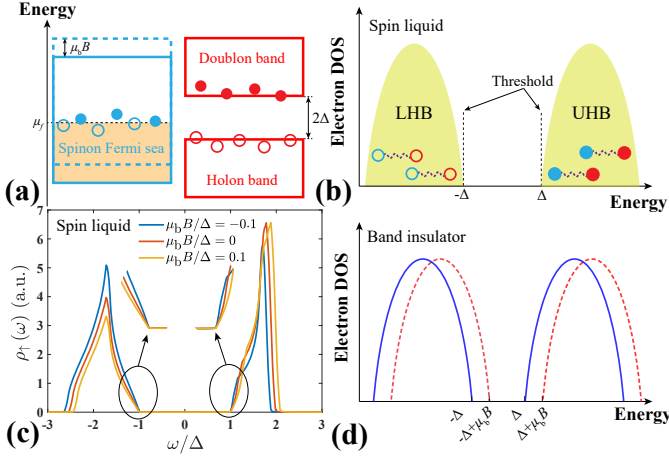 Energy
μ_b B
μ_f
Spinon Fermi sea
(a)
Doublon band
2Δ
Holon band
Electron DOS
Spin liquid
Threshold
LHB
UHB
(b)
-Δ
Δ
Energy
ρ↑(ω) (a.u.)
7
6
5
4
3
2
1
0
Spin liquid
μ_b B/Δ = −0.1
μ_b B/Δ = 0
μ_b B/Δ = 0.1
(c)
-3 -2 -1 0 1 2 3
ω/Δ
Electron DOS
Band insulator
(d)
-Δ
-Δ+μ_b B
Δ
Δ+μ_b B
Energy